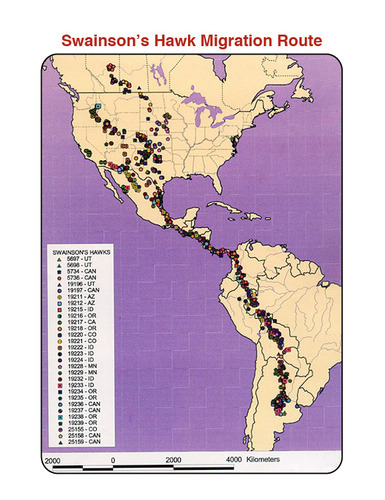 Swainson's Hawk Migration Route
SWAINSON'S HAWKS
5697 - UT
5698 - UT
5734 - CAN
5736 - CAN
19196 - UT
19197 - CAN
19211 - AZ
19212 - AZ
19215 - ID
19216 - OR
19217 - CA
19218 - OR
19220 - CO
19221 - CO
19222 - ID
19223 - ID
19224 - ID
19228 - MN
19229 - MN
19232 - ID
19233 - ID
19234 - OR
19235 - OR
19236 - CAN
19237 - CAN
19238 - OR
19239 - OR
25155 - CO
25158 - CAN
25159 - CAN
2000 0 2000 4000 Kilometers